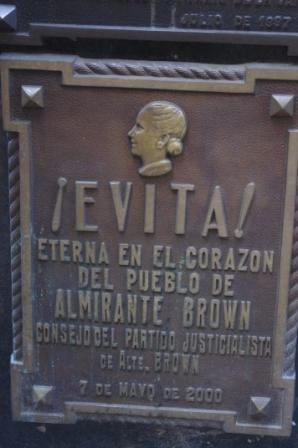 JULIO DE 1997
¡EVITA!
ETERNA EN EL CORAZON
DEL PUEBLO DE
ALMIRANTE BROWN
CONSEJO DEL PARTIDO JUSTICIALISTA
DE ALTE. BROWN
7 DE MAYO DE 2000